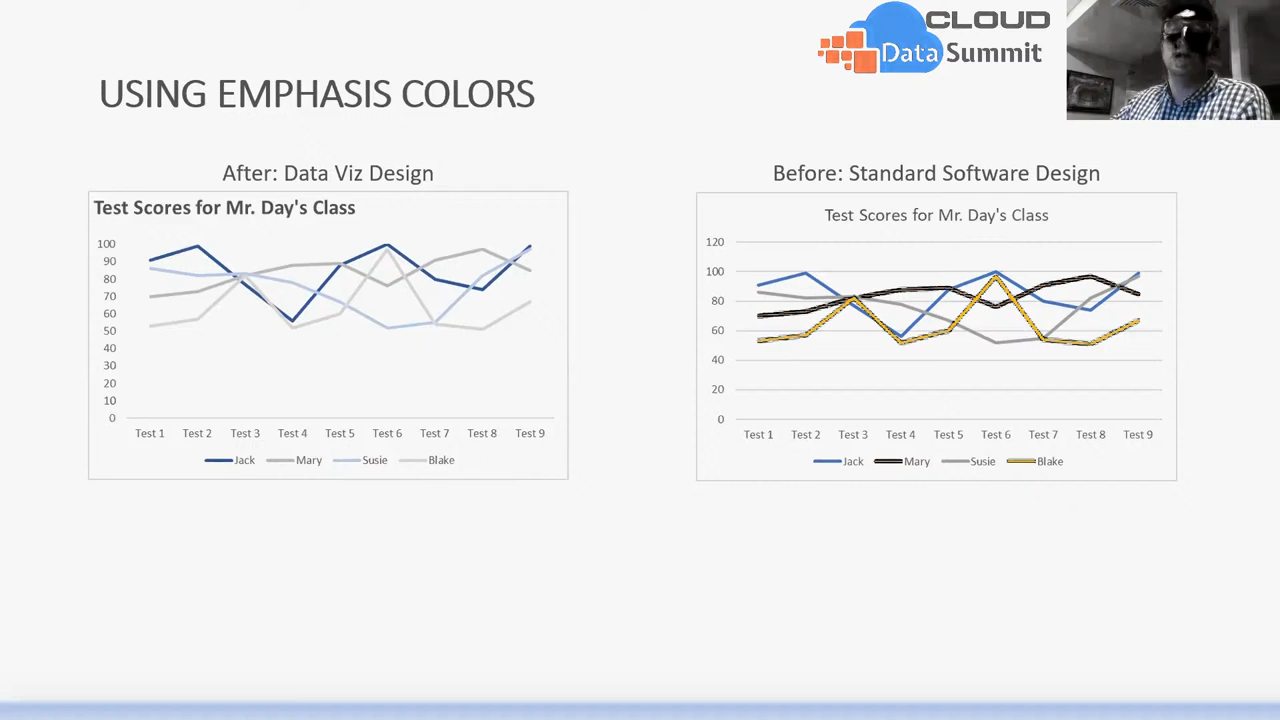 CLOUD
Data Summit
USING EMPHASIS COLORS
After: Data Viz Design
Test Scores for Mr. Day's Class
100
90
80
70
60
50
40
30
20
10
0
Test 1 Test 2 Test 3 Test 4 Test 5 Test 6 Test 7 Test 8 Test 9
Jack Mary Susie Blake
Before: Standard Software Design
Test Scores for Mr. Day's Class
120
100
80
60
40
20
0
Test 1 Test 2 Test 3 Test 4 Test 5 Test 6 Test 7 Test 8 Test 9
Jack Mary Susie Blake